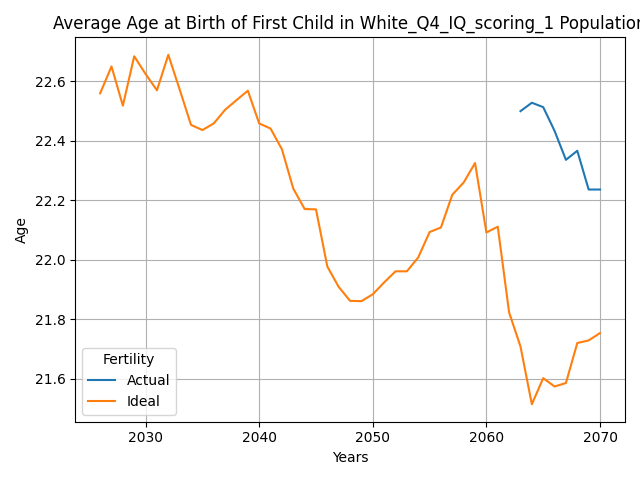 Average Age at Birth of First Child in White_Q4_IQ_scoring_1 Population
22.6
22.4
22.2
22.0
21.8
21.6
Age
Fertility
Actual
Ideal
2030 2040 2050 2060 2070
Years